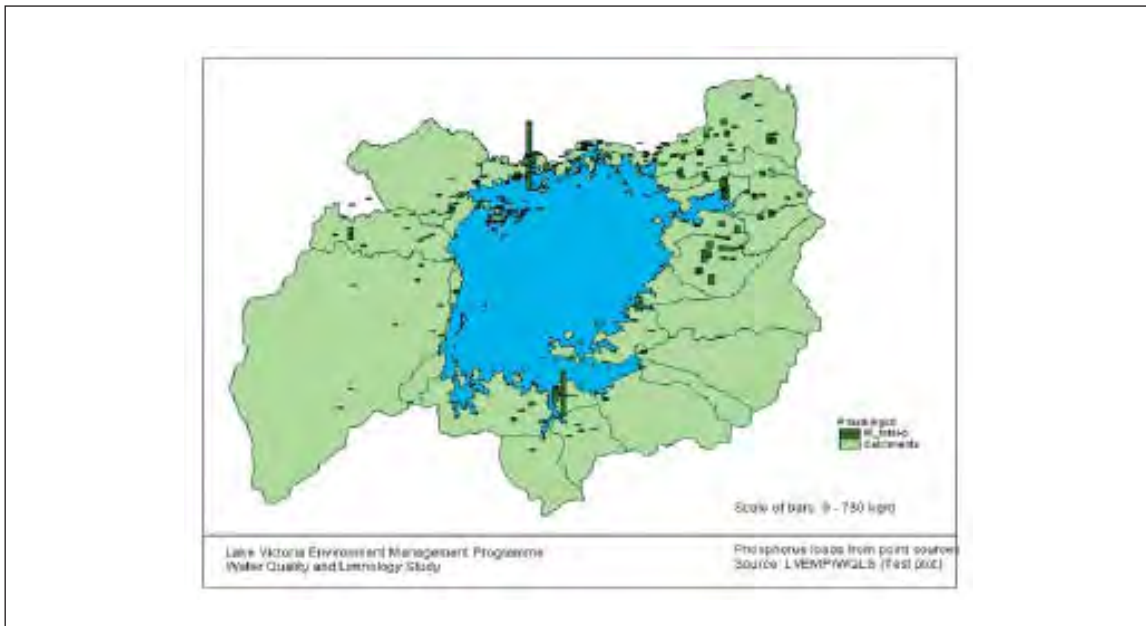 Catchments
Scale of bars: 0 - 780 kg/d
Lake Victoria Environment Management Programme
Water Quality and Limnology Study
Phosphorus loads from point sources
Source: LVEMP/WQLS (Test plot)